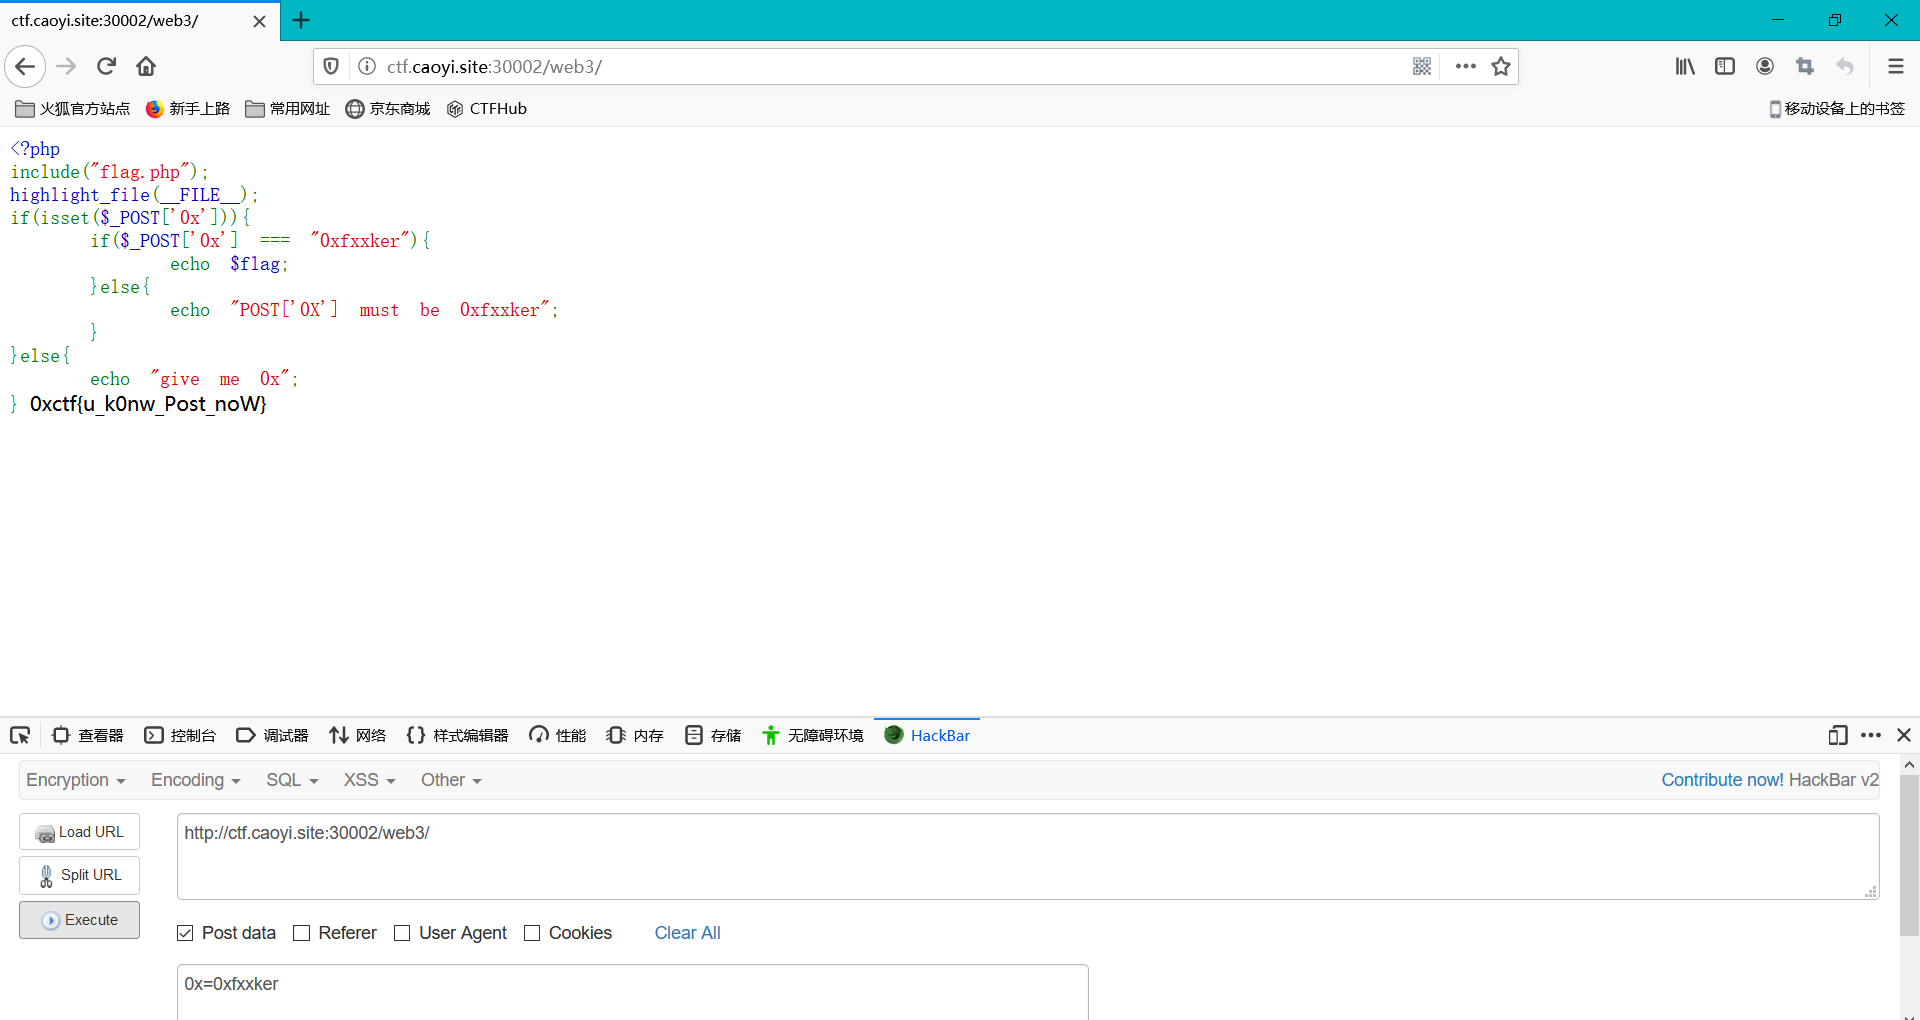 ctf.caoyi.site:30002/web3/
ctf.caoyi.site:30002/web3/
火狐官方站点 新手上路 常用网址 京东商城 CTFHub 移动设备上的书签
<?php
include("flag.php");
highlight_file(__FILE__);
if(isset($_POST['0x'])){
if($_POST['0x'] === "0xfxxker"){
echo $flag;
}else{
echo "POST['0X'] must be 0xfxxker";
}
}else{
echo "give me 0x";
} 0xctf{u_k0nw_Post_noW}
查看器 控制台 调试器 网络 {} 样式编辑器 性能 内存 存储 无障碍环境 HackBar
Encryption Encoding SQL XSS Other Contribute now! HackBar v2
Load URL http://ctf.caoyi.site:30002/web3/
Split URL
Execute
Post data Referer User Agent Cookies Clear All
0x=0xfxxker